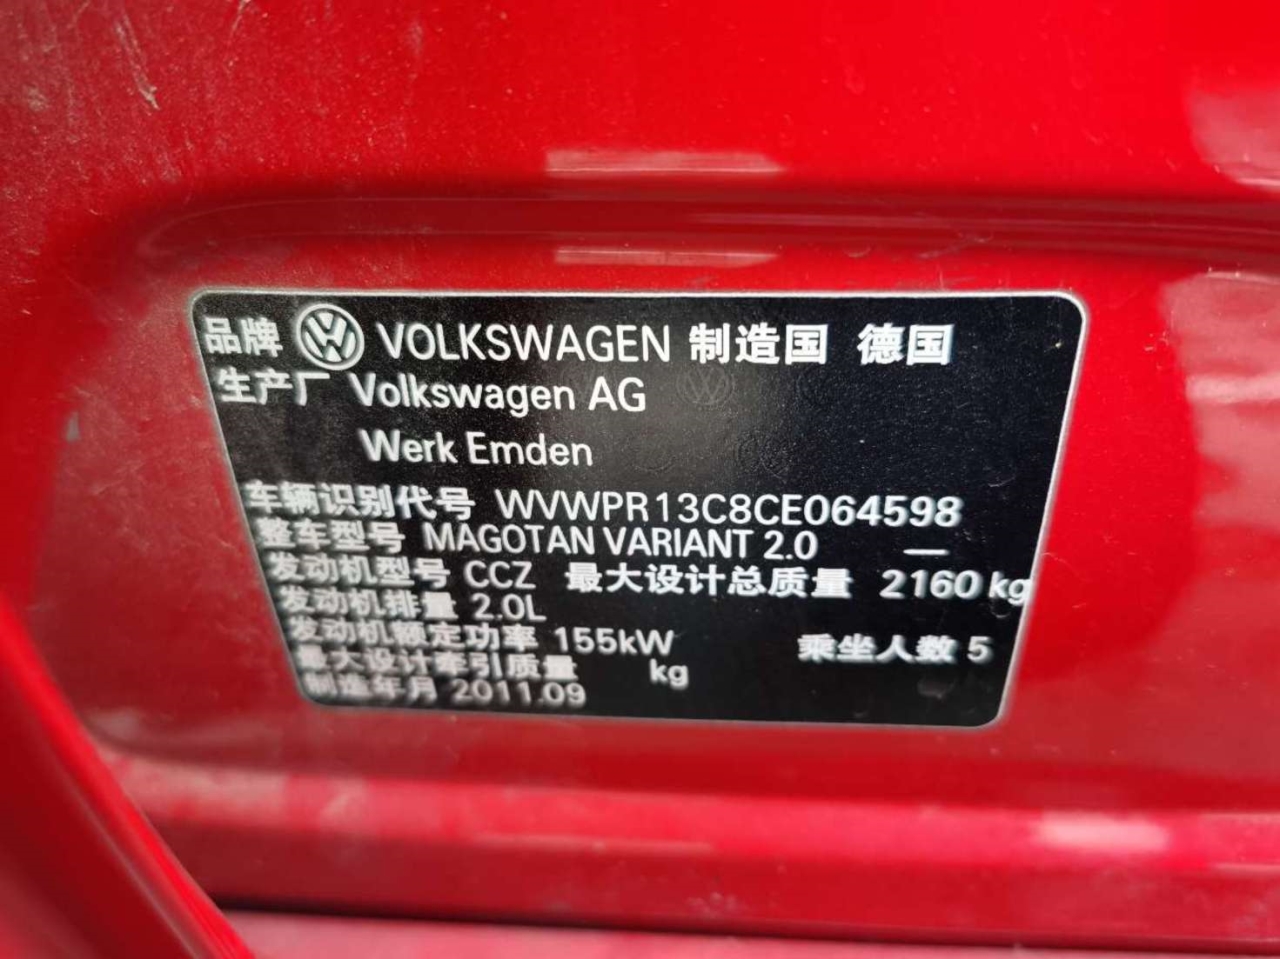 品牌 VOLKSWAGEN 制造国 德国
生产厂 Volkswagen AG
Werk Emden
车辆识别代号 WVWPR13C8CE064598
整车型号 MAGOTAN VARIANT 2.0 —
发动机型号 CCZ 最大设计总质量 2160 kg
发动机排量 2.0L
发动机额定功率 155kW 乘坐人数 5
最大设计牵引质量 kg
制造年月 2011.09